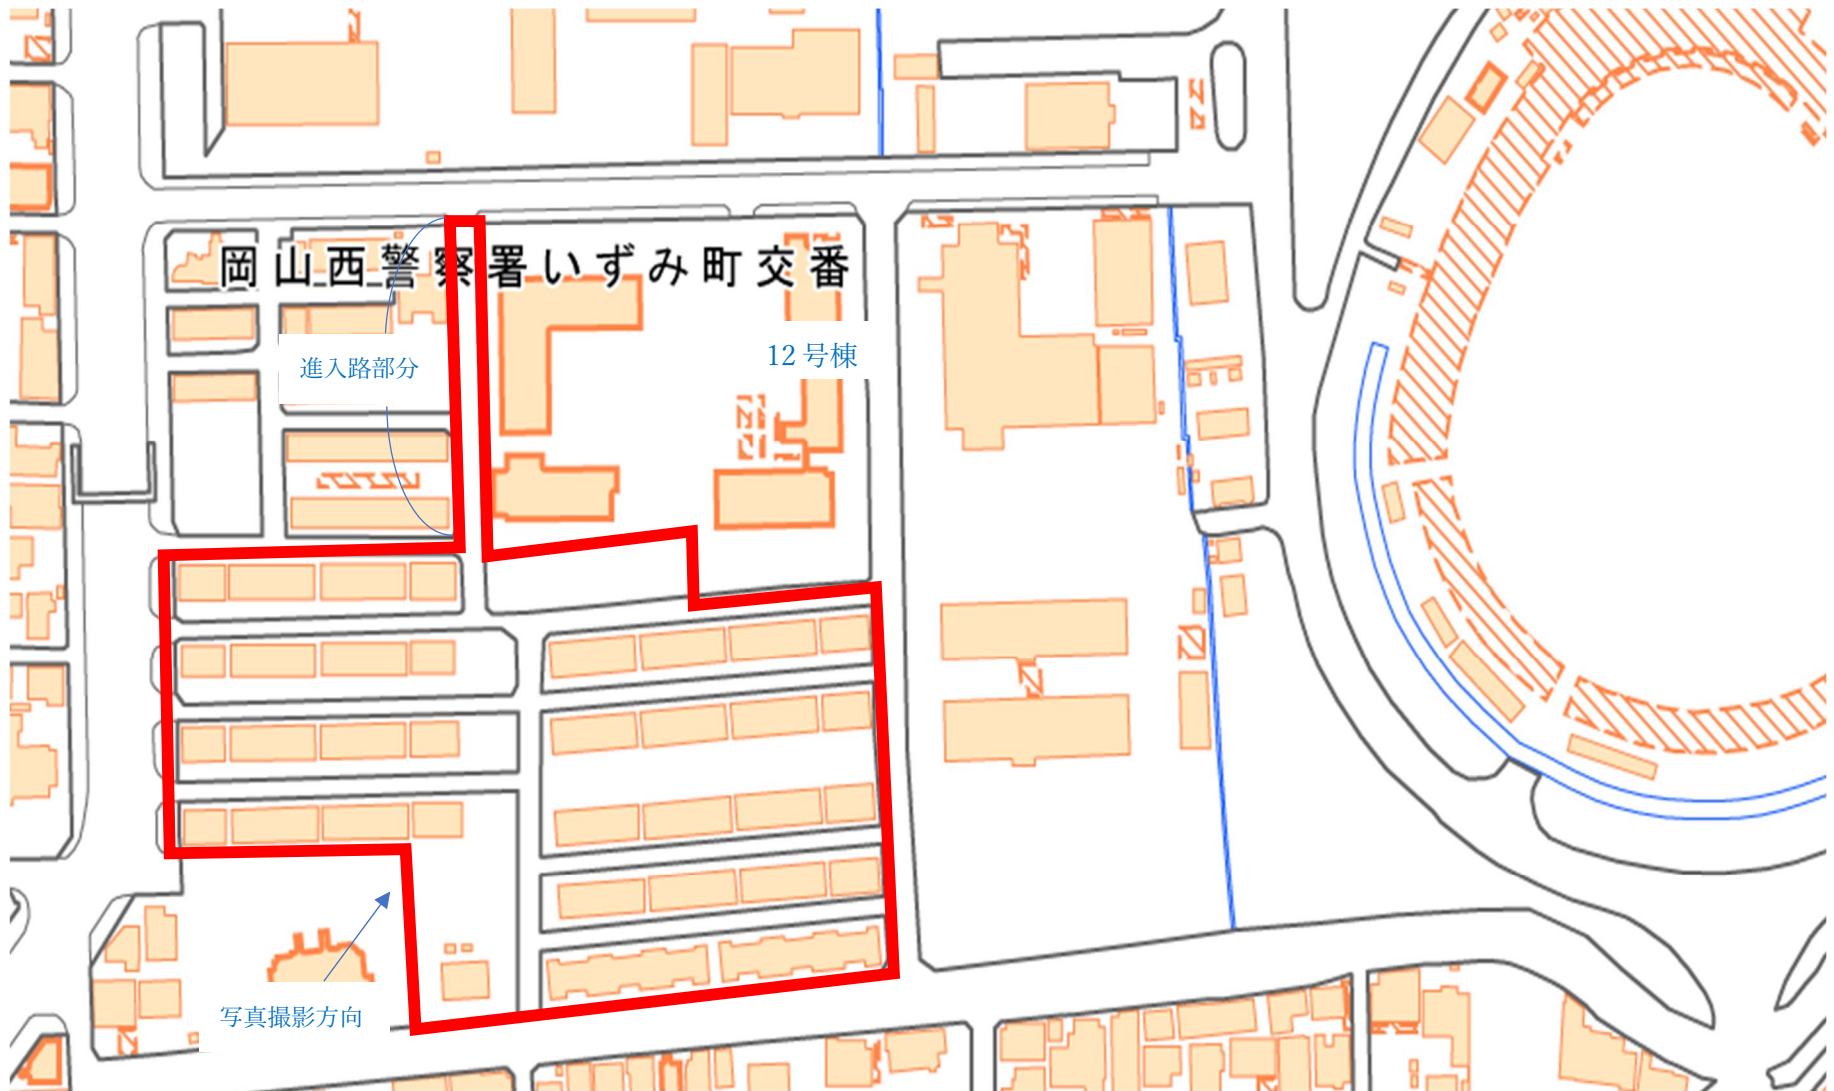 岡山西警察署いずみ町交番
12号棟
進入路部分
写真撮影方向